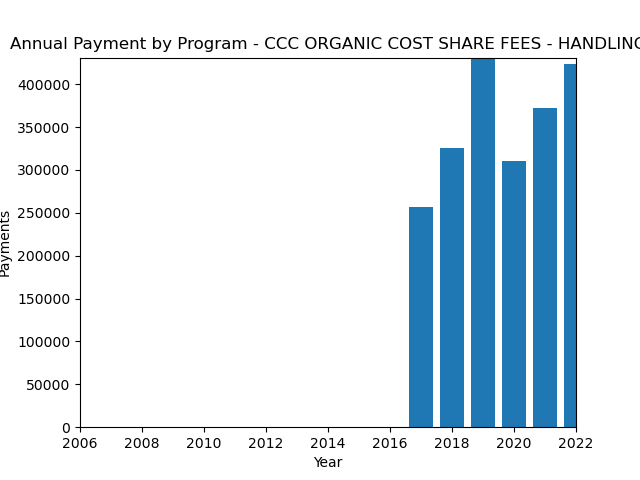 Annual Payment by Program - CCC ORGANIC COST SHARE FEES - HANDLING
400000
350000
300000
250000
200000
150000
100000
50000
0
Payments
2006 2008 2010 2012 2014 2016 2018 2020 2022
Year